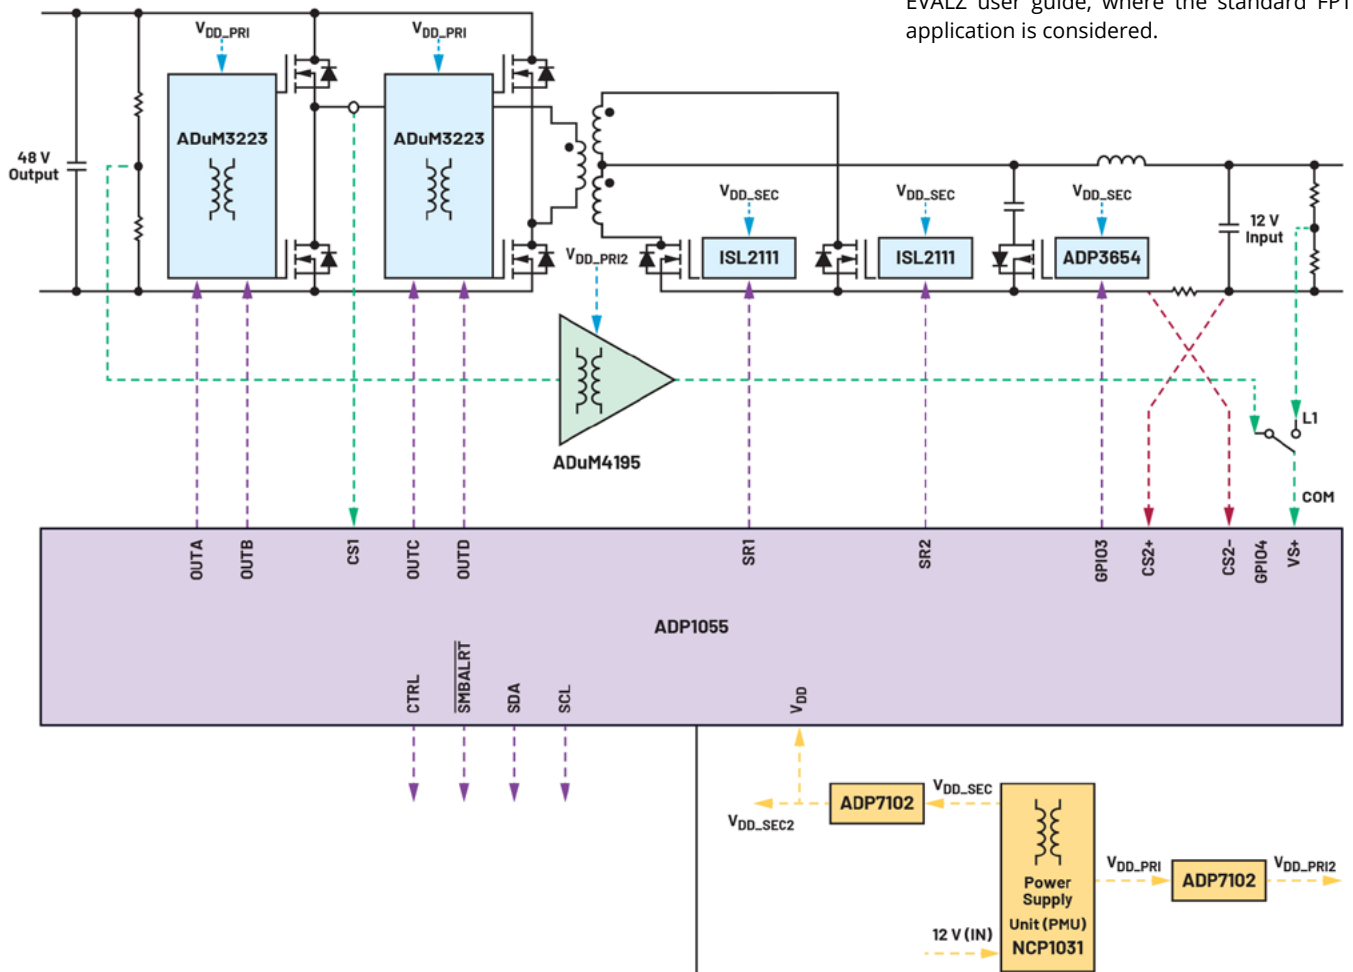 EVALZ user guide, where the standard FPT
application is considered.
VDD_PRI
VDD_PRI
ADuM3223
ADuM3223
48 V
Output
VDD_SEC
VDD_SEC
VDD_SEC
12 V
Input
VDD_PRI2
ISL2111
ISL2111
ADP3654
ADuM4195
L1
COM
OUTA
OUTB
CS1
OUTC
OUTD
SR1
SR2
GPIO3
CS2+
CS2-
GPIO4
VS+
ADP1055
CTRL
SMBALRT
SDA
SCL
VDD
ADP7102
VDD_SEC
VDD_SEC2
Power
Supply
Unit (PMU)
NCP1031
VDD_PRI
ADP7102
VDD_PRI2
12 V (IN)